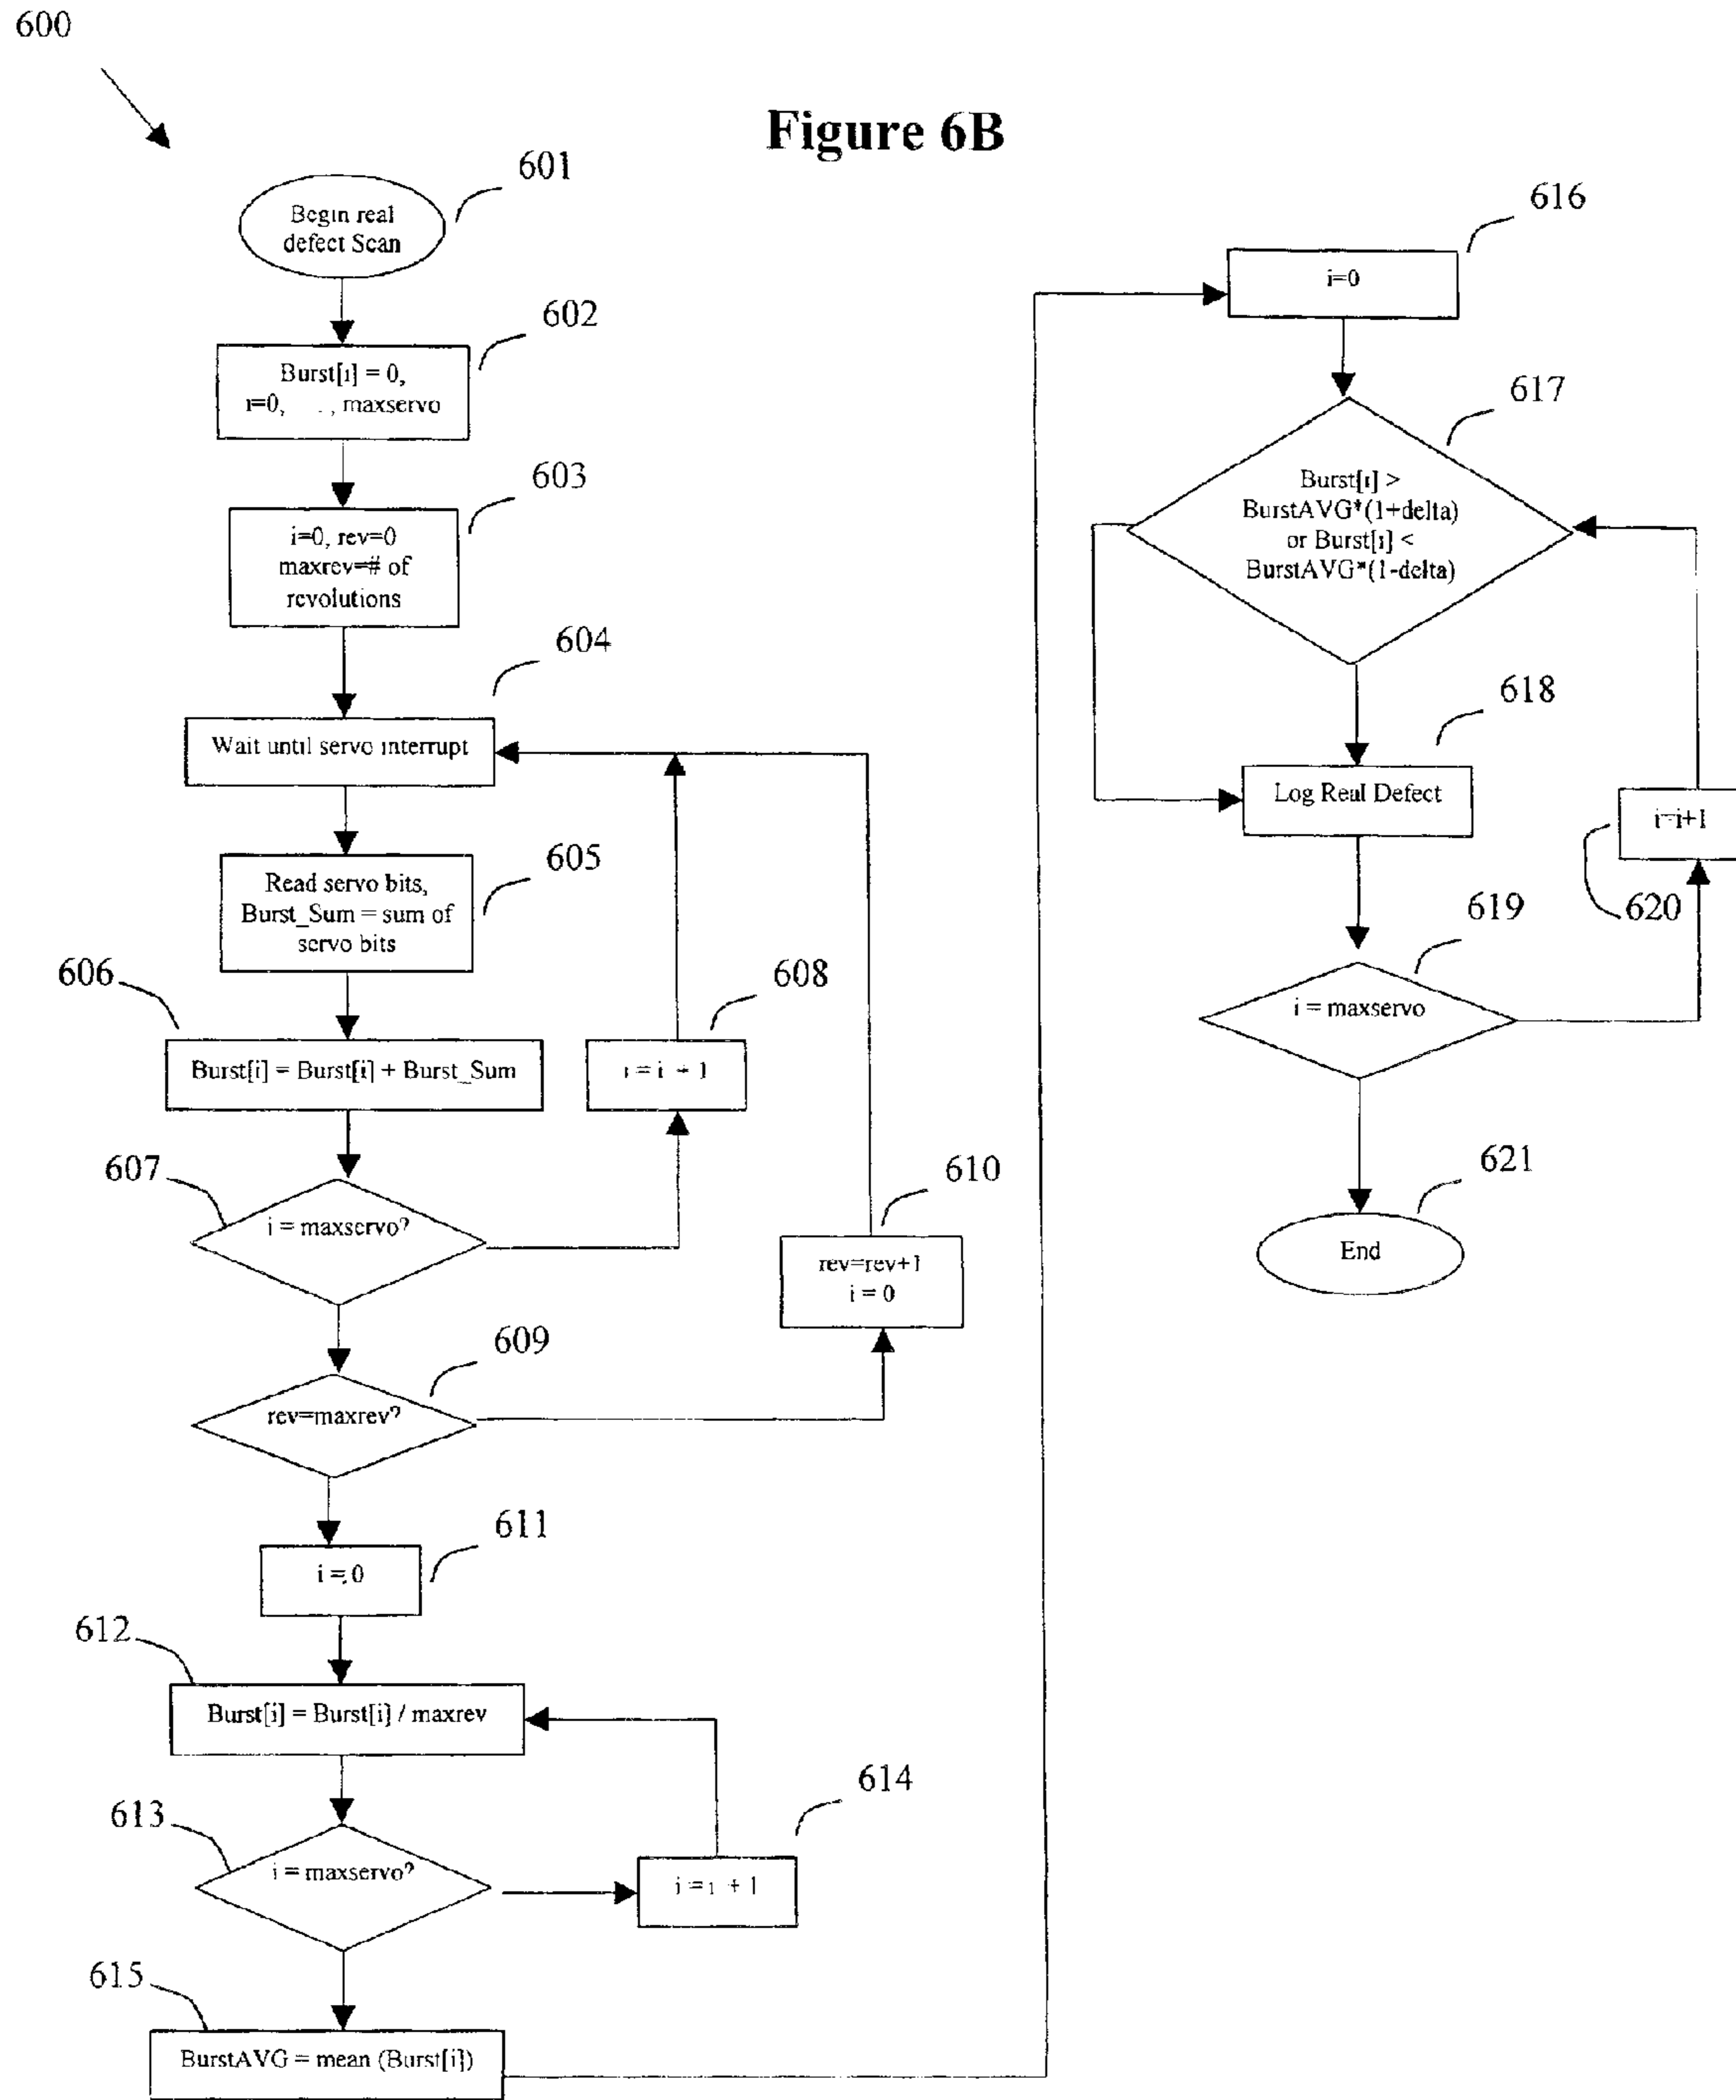 600
Figure 6B
601
Begin real
defect Scan
602
Burst[i] = 0,
i=0, . , maxservo
603
i=0, rev=0
maxrev=# of
revolutions
604
Wait until servo interrupt
605
Read servo bits,
Burst_Sum = sum of
servo bits
606
Burst[i] = Burst[i] + Burst_Sum
608
i = i + 1
607
i = maxservo?
610
rev=rev+1
i = 0
609
rev=maxrev?
611
i = 0
612
Burst[i] = Burst[i] / maxrev
614
613
i = maxservo?
i = i + 1
615
BurstAVG = mean (Burst[i])
616
i=0
617
Burst[i] >
BurstAVG*(1+delta)
or Burst[i] <
BurstAVG*(1-delta)
618
Log Real Defect
i=i+1
620
619
i = maxservo
621
End